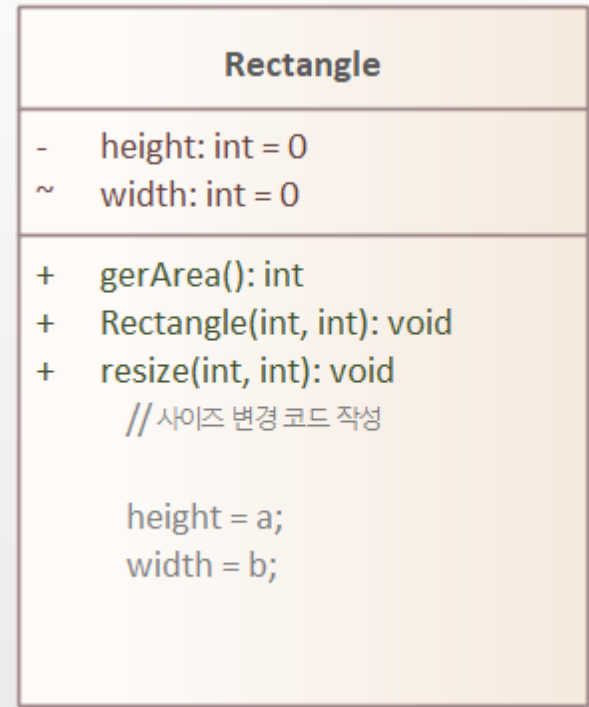 Rectangle
- height: int = 0
~ width: int = 0
+ gerArea(): int
+ Rectangle(int, int): void
+ resize(int, int): void
// 사이즈 변경 코드 작성
height = a;
width = b;